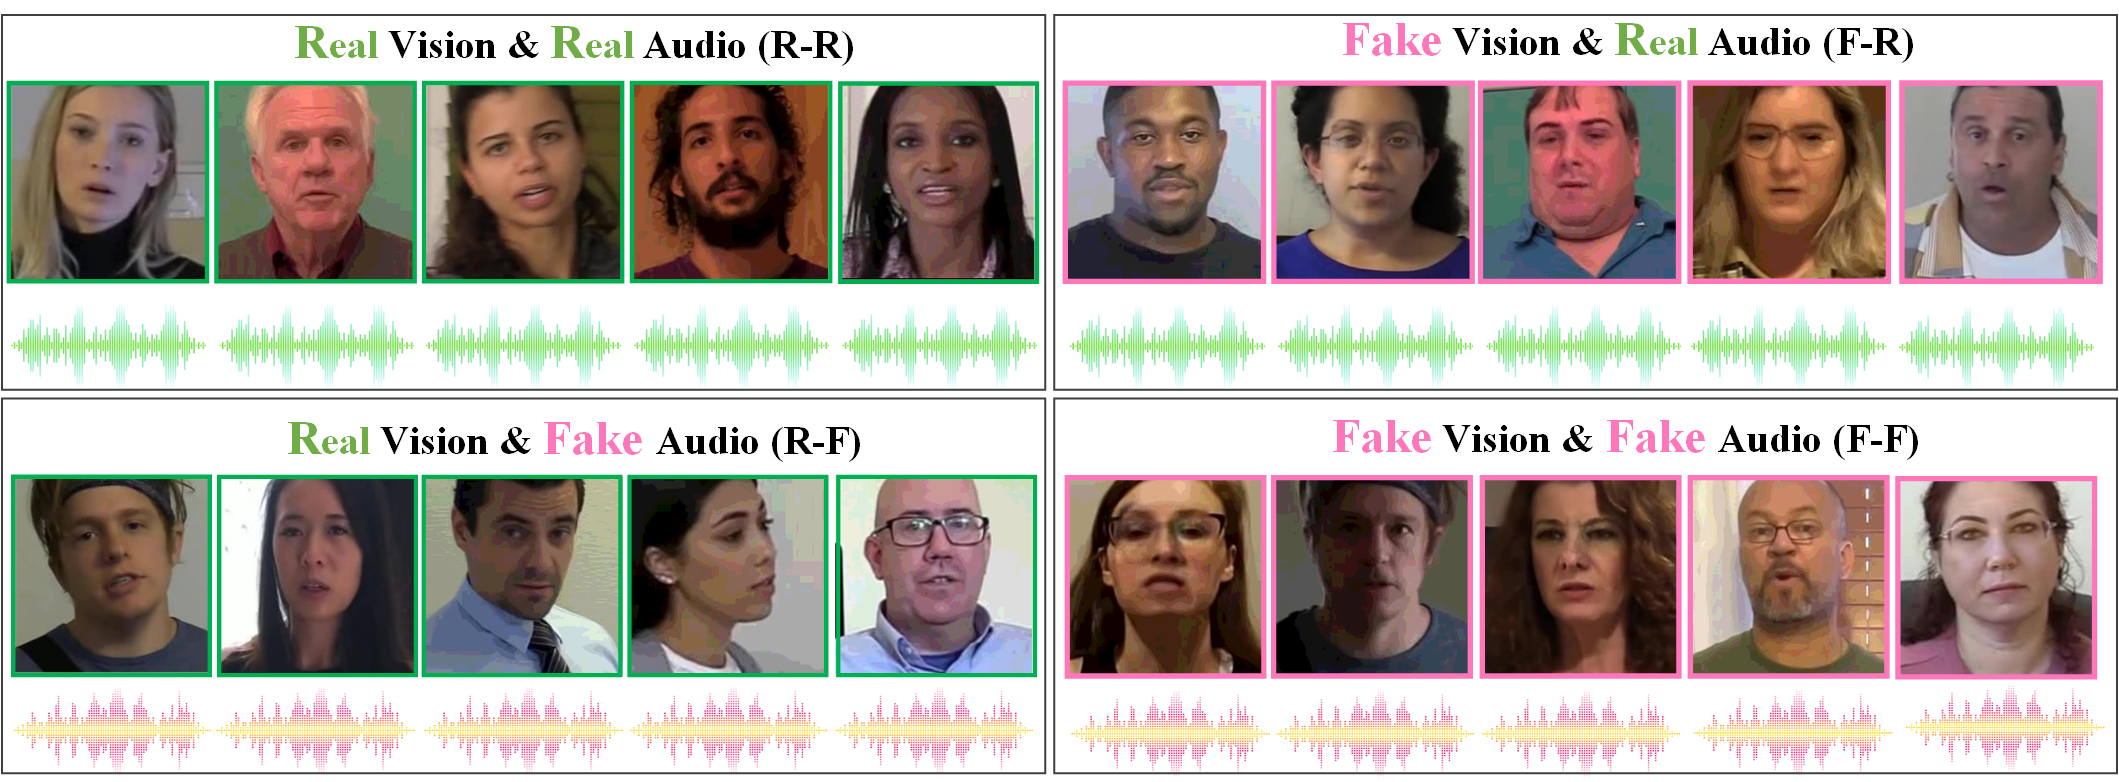 Real Vision & Real Audio (R-R)
Fake Vision & Real Audio (F-R)
Real Vision & Fake Audio (R-F)
Fake Vision & Fake Audio (F-F)